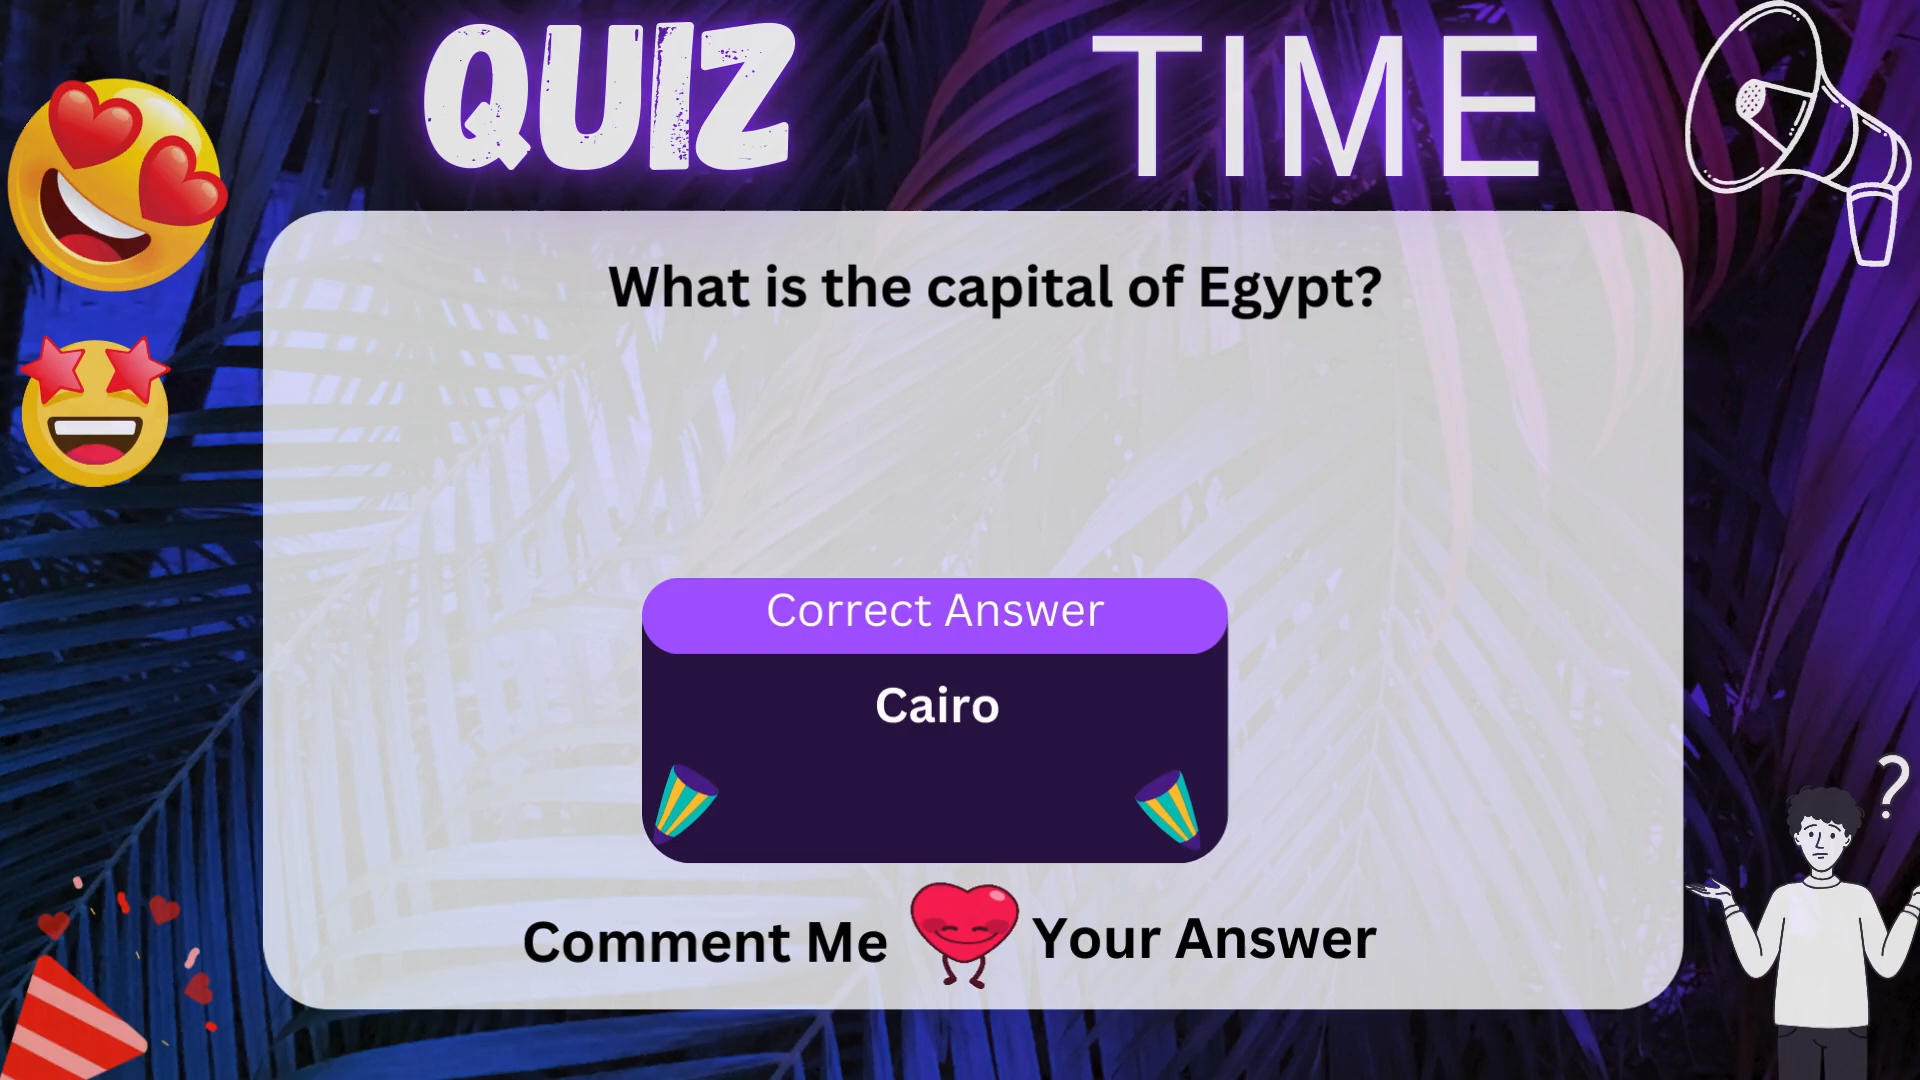 QUIZ TIME
What is the capital of Egypt?
Correct Answer
Cairo
?
Comment Me Your Answer